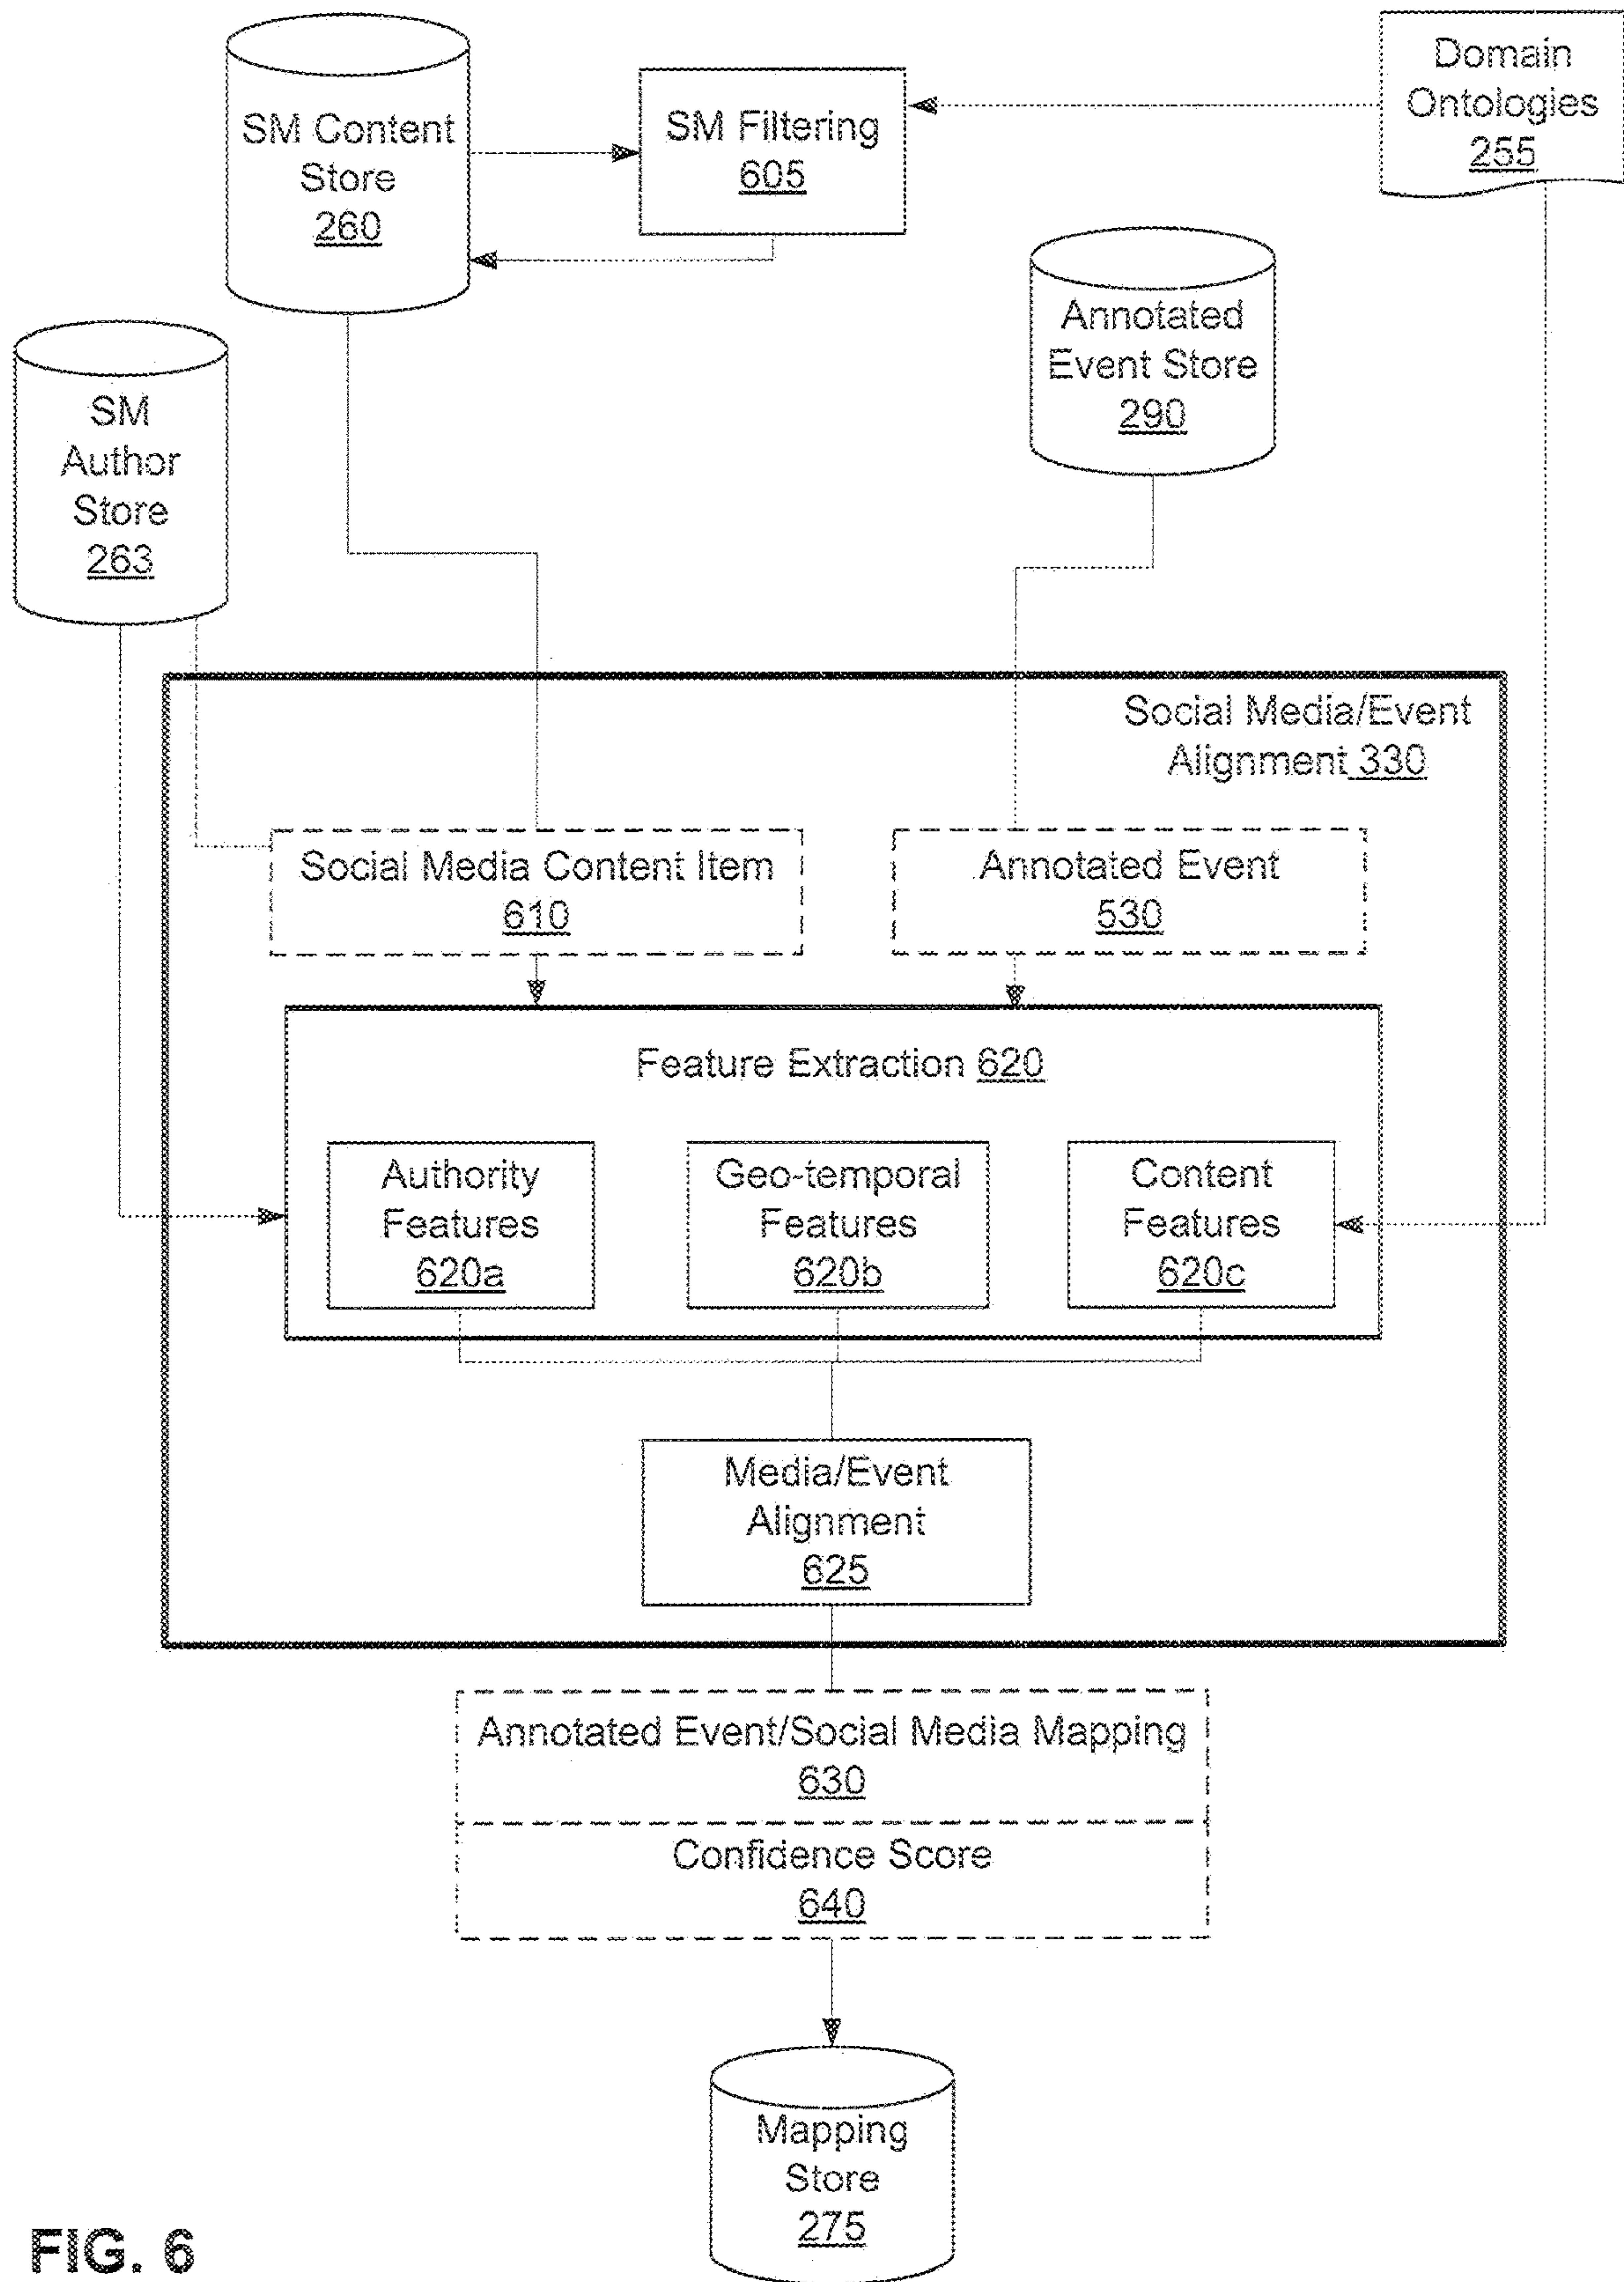 SM Content
Store
260
SM Filtering
605
Domain
Ontologies
255
Annotated
Event Store
290
SM
Author
Store
263
Social Media/Event
Alignment 330
Social Media Content Item
610
Annotated Event
530
Feature Extraction 620
Authority
Features
620a
Geo-temporal
Features
620b
Content
Features
620c
Media/Event
Alignment
625
Annotated Event/Social Media Mapping
630
Confidence Score
640
Mapping
Store
275
FIG. 6